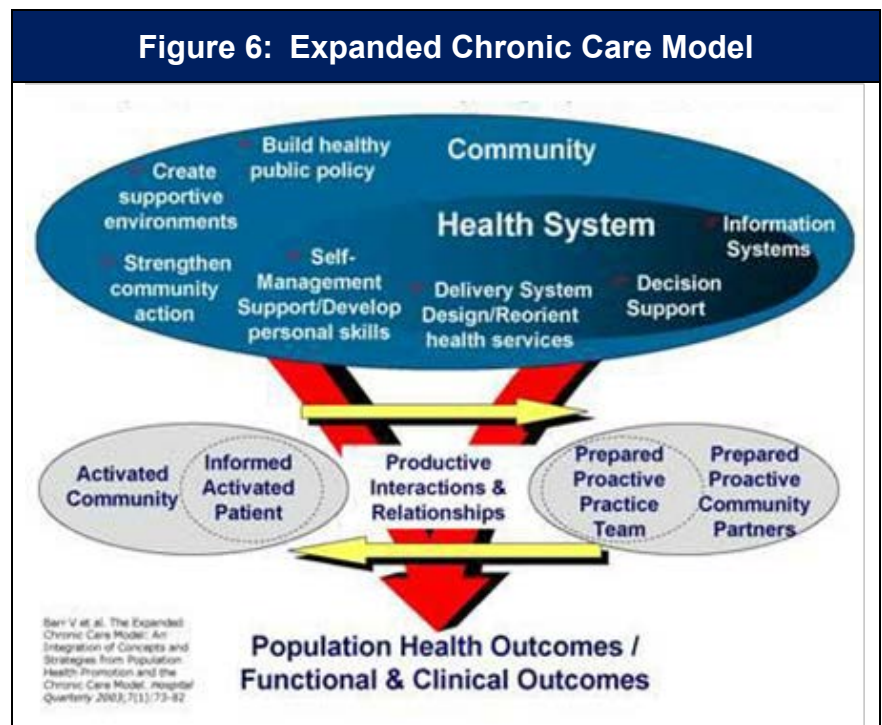 Figure 6: Expanded Chronic Care Model
Community
Build healthy
public policy
Create
supportive
environments
Health System
Information
Systems
Strengthen
community
action
Self-
Management
Support/Develop
personal skills
Delivery System
Design/Reorient
health services
Decision
Support
Activated
Community
Informed
Activated
Patient
Productive
Interactions &
Relationships
Prepared
Proactive
Practice
Team
Prepared
Proactive
Community
Partners
Barr V et al. The Expanded
Chronic Care Model: An
Integration of Concepts and
Strategies from Population
Health Promotion and the
Chronic Care Model. Hospital
Quarterly 2003;7(1):73-82
Population Health Outcomes /
Functional & Clinical Outcomes